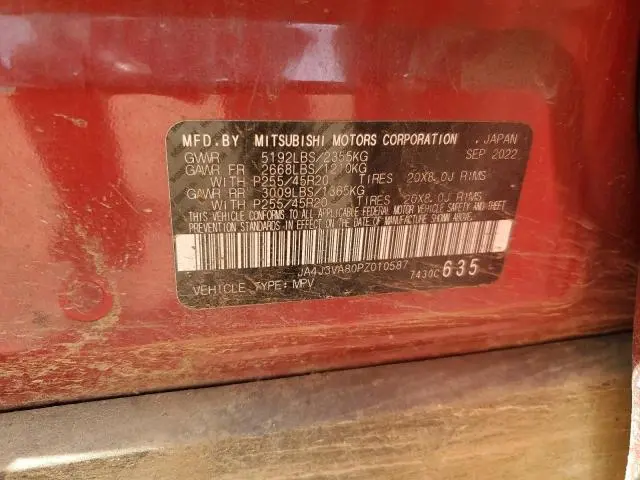 MFD.BY MITSUBISHI MOTORS CORPORATION , JAPAN
GVWR 5192LBS/2355KG SEP 2022
GAWR FR 2668LBS/1210KG
WITH P255/45R20 TIRES 20X8.0J RIMS
GAWR RR 3009LBS/1365KG
WITH P255/45R20 TIRES 20X8.0J RIMS
THIS VEHICLE CONFORMS TO ALL APPLICABLE FEDERAL MOTOR VEHICLE SAFETY AND THEFT
PREVENTION STANDARDS IN EFFECT ON THE DATE OF MANUFACTURE SHOWN ABOVE.
JA4J3VA80PZ010587
7430C635
VEHICLE TYPE: MPV